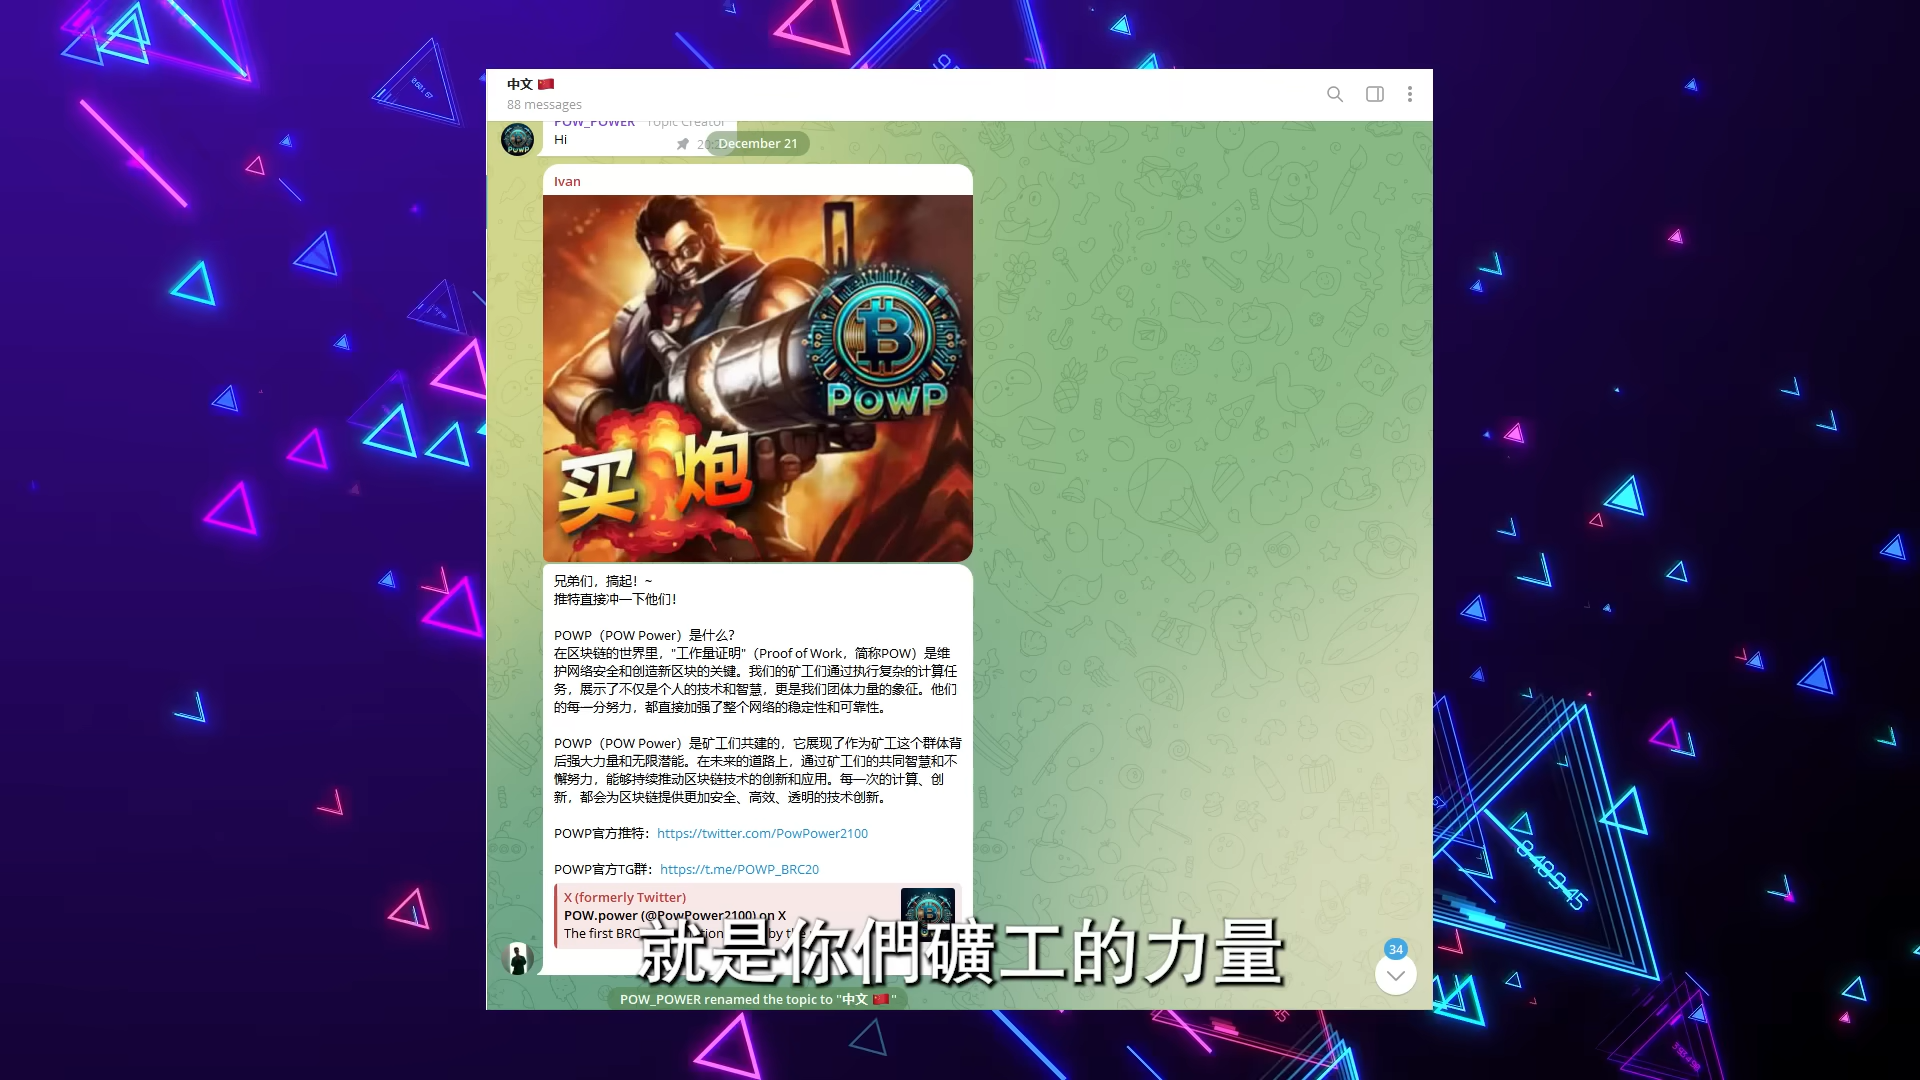 中文 🇨🇳
88 messages
POW_POWER Topic Creator
Hi
December 21
Ivan
POWP
买炮
兄弟们，搞起！~
推特直接冲一下他们！
POWP（POW Power）是什么？
在区块链的世界里，"工作量证明"（Proof of Work，简称POW）是维
护网络安全和创造新区块的关键。我们的矿工们通过执行复杂的计算任
务，展示了不仅是个人的技术和智慧，更是我们团体力量的象征。他们
的每一分努力，都直接加强了整个网络的稳定性和可靠性。
POWP（POW Power）是矿工们共建的，它展现了作为矿工这个群体背
后强大力量和无限潜能。在未来的道路上，通过矿工们的共同智慧和不
懈努力，能够持续推动区块链技术的创新和应用。每一次的计算、创
新，都会为区块链提供更加安全、高效、透明的技术创新。
POWP官方推特：https://twitter.com/PowPower2100
POWP官方TG群：https://t.me/POWP_BRC20
X (formerly Twitter)
POW.power (@PowPower2100) on X
The first BRC
就是你們礦工的力量
34
POW_POWER renamed the topic to "中文 🇨🇳"